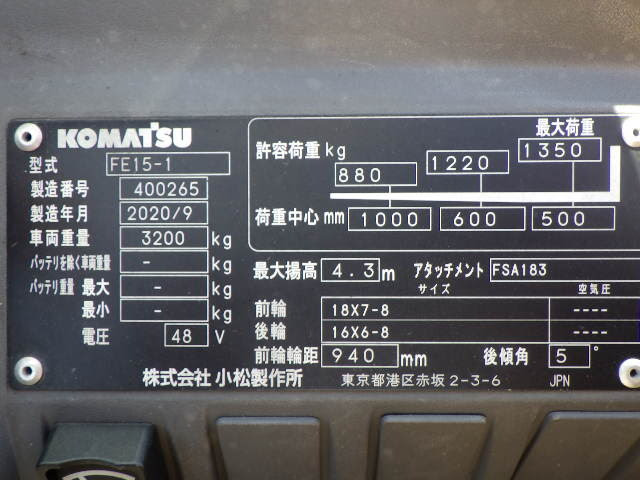 KOMATSU
型式 FE15-1
製造番号 400265
製造年月 2020/9
車両重量 3200 kg
バッテリを除く車両重量 - kg
バッテリ重量 最大 - kg
最小 - kg
電圧 48 V
最大荷重
許容荷重 kg 880 1220 1350
荷重中心 mm 1000 600 500
最大揚高 4.3 m アタッチメント FSA183
サイズ 空気圧
前輪 18X7-8 ----
後輪 16X6-8 ----
前輪輪距 940 mm 後傾角 5 °
株式会社 小松製作所 東京都港区赤坂 2-3-6 JPN